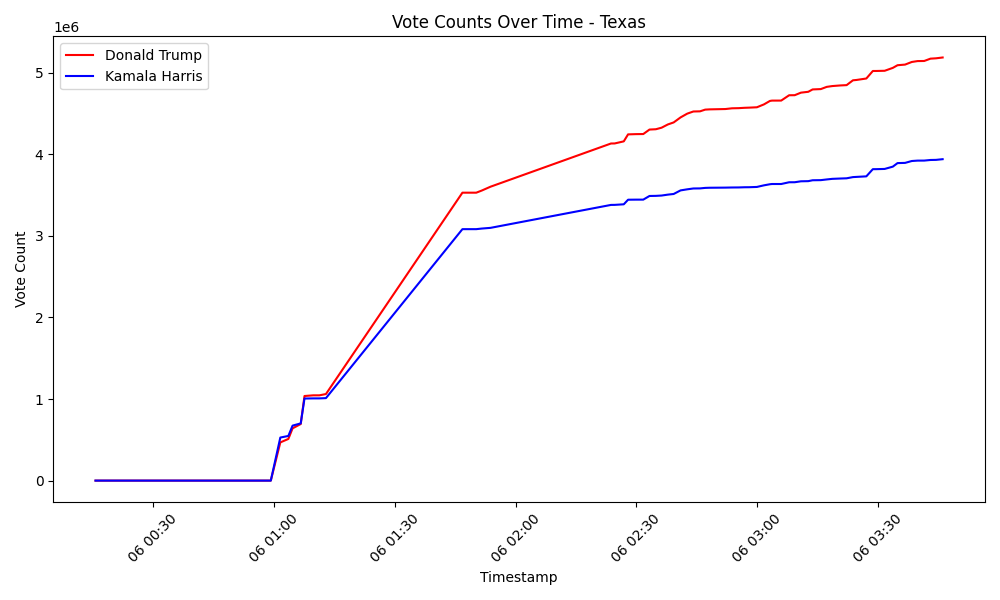 Vote Counts Over Time - Texas
1e6
Donald Trump
Kamala Harris
5
4
3
2
1
0
Vote Count
06 00:30
06 01:00
06 01:30
06 02:00
06 02:30
06 03:00
06 03:30
Timestamp